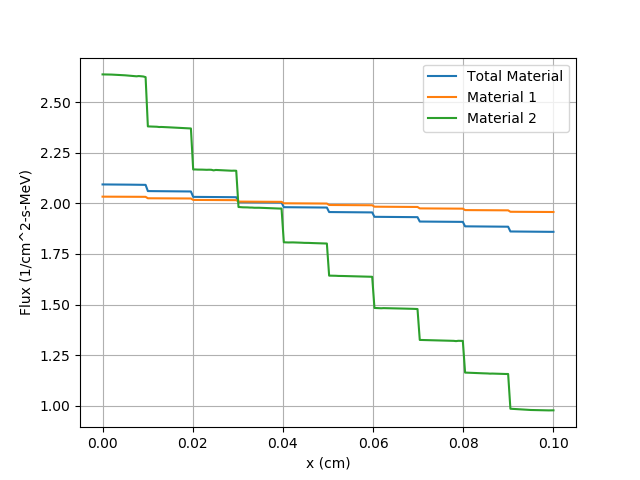 Total Material
Material 1
Material 2
Flux (1/cm^2-s-MeV)
2.50
2.25
2.00
1.75
1.50
1.25
1.00
0.00 0.02 0.04 0.06 0.08 0.10
x (cm)